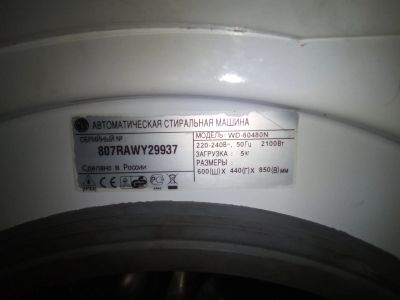 АВТОМАТИЧЕСКАЯ СТИРАЛЬНАЯ МАШИНА
СЕРИЙНЫЙ № МОДЕЛЬ: WD-80480N
807RAWY29937 220-240В~, 50Гц 2100Вт
ЗАГРУЗКА : 5кг
Сделано в России РАЗМЕРЫ :
600(Ш)X 440(Г)X 850(В)мм